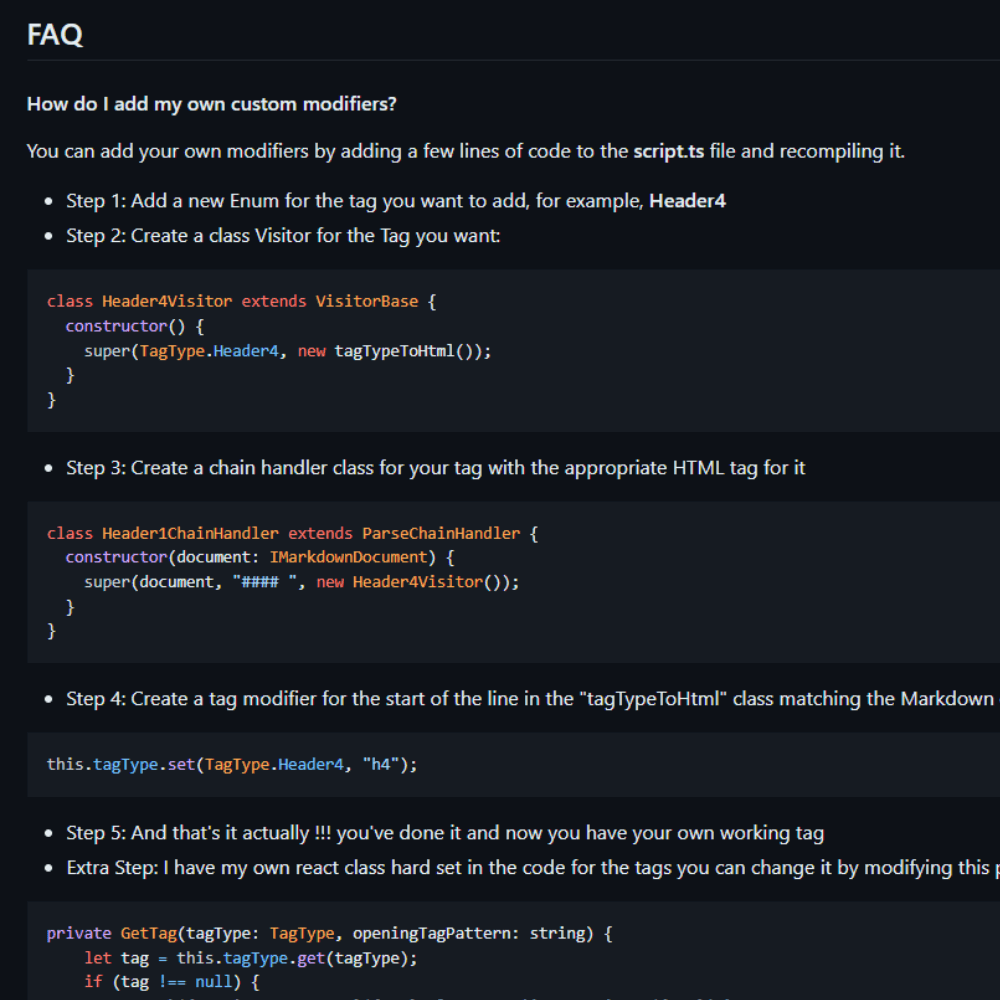 FAQ
How do I add my own custom modifiers?
You can add your own modifiers by adding a few lines of code to the script.ts file and recompiling it.
• Step 1: Add a new Enum for the tag you want to add, for example, Header4
• Step 2: Create a class Visitor for the Tag you want:
class Header4Visitor extends VisitorBase {
  constructor() {
    super(TagType.Header4, new tagTypeToHtml());
  }
}
• Step 3: Create a chain handler class for your tag with the appropriate HTML tag for it
class Header1ChainHandler extends ParseChainHandler {
  constructor(document: IMarkdownDocument) {
    super(document, "#### ", new Header4Visitor());
  }
}
• Step 4: Create a tag modifier for the start of the line in the "tagTypeToHtml" class matching the Markdown
this.tagType.set(TagType.Header4, "h4");
• Step 5: And that's it actually !!! you've done it and now you have your own working tag
• Extra Step: I have my own react class hard set in the code for the tags you can change it by modifying this
private GetTag(tagType: TagType, openingTagPattern: string) {
    let tag = this.tagType.get(tagType);
    if (tag !== null) {